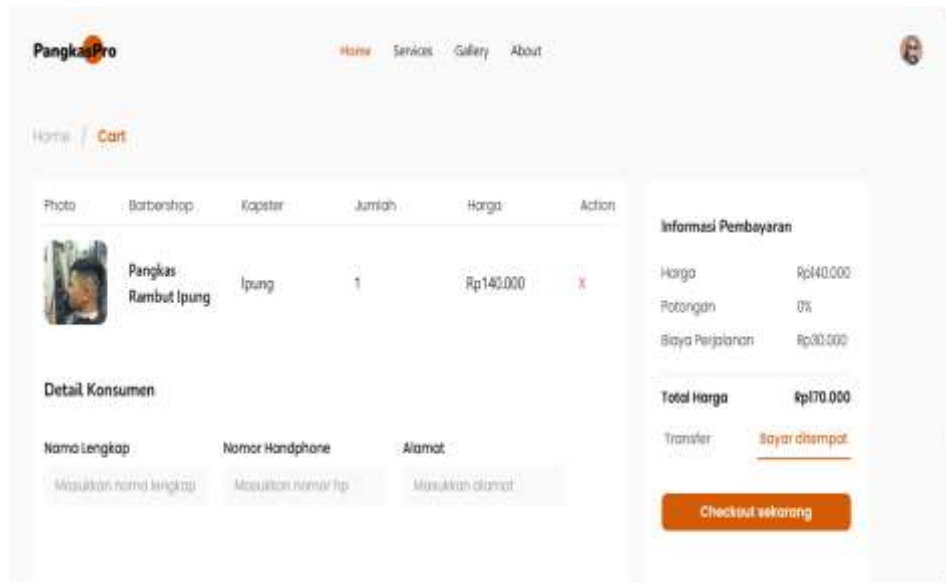 PangkasPro
Home Services Gallery About
Home / Cart
Photo Barbershop Kapster Jumlah Harga Action
Pangkas
Rambut Ipung
Ipung 1 Rp140.000 X
Detail Konsumen
Nama Lengkap Nomor Handphone Alamat
Masukkan nama lengkap Masukkan nomor hp Masukkan alamat
Informasi Pembayaran
Harga Rp140.000
Potongan 0%
Biaya Perjalanan Rp30.000
Total Harga Rp170.000
Transfer Bayar ditempat
Checkout sekarang